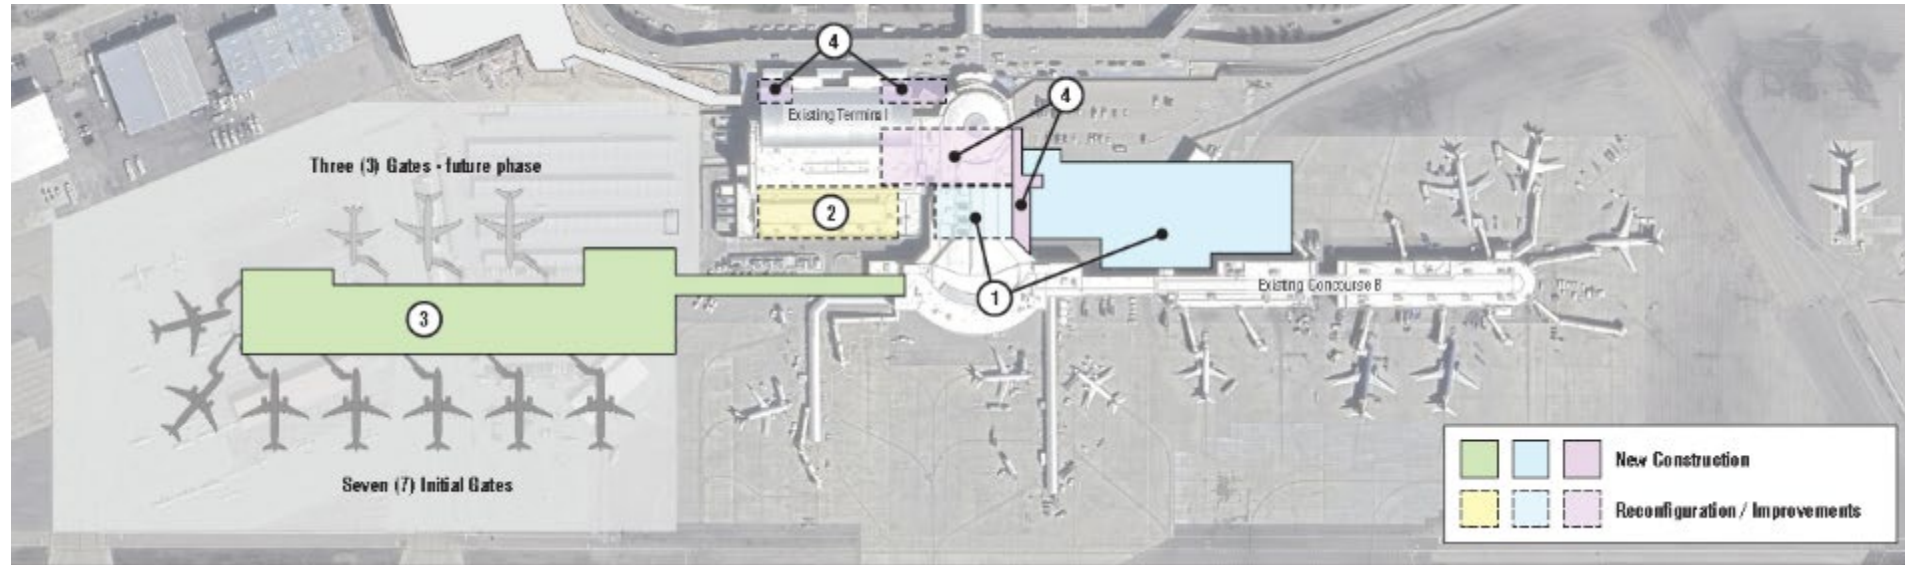 4
4
Existing Terminal
Three (3) Gates - future phase
2
3
1
Existing Concourse B
Seven (7) Initial Gates
New Construction
Reconfiguration / Improvements